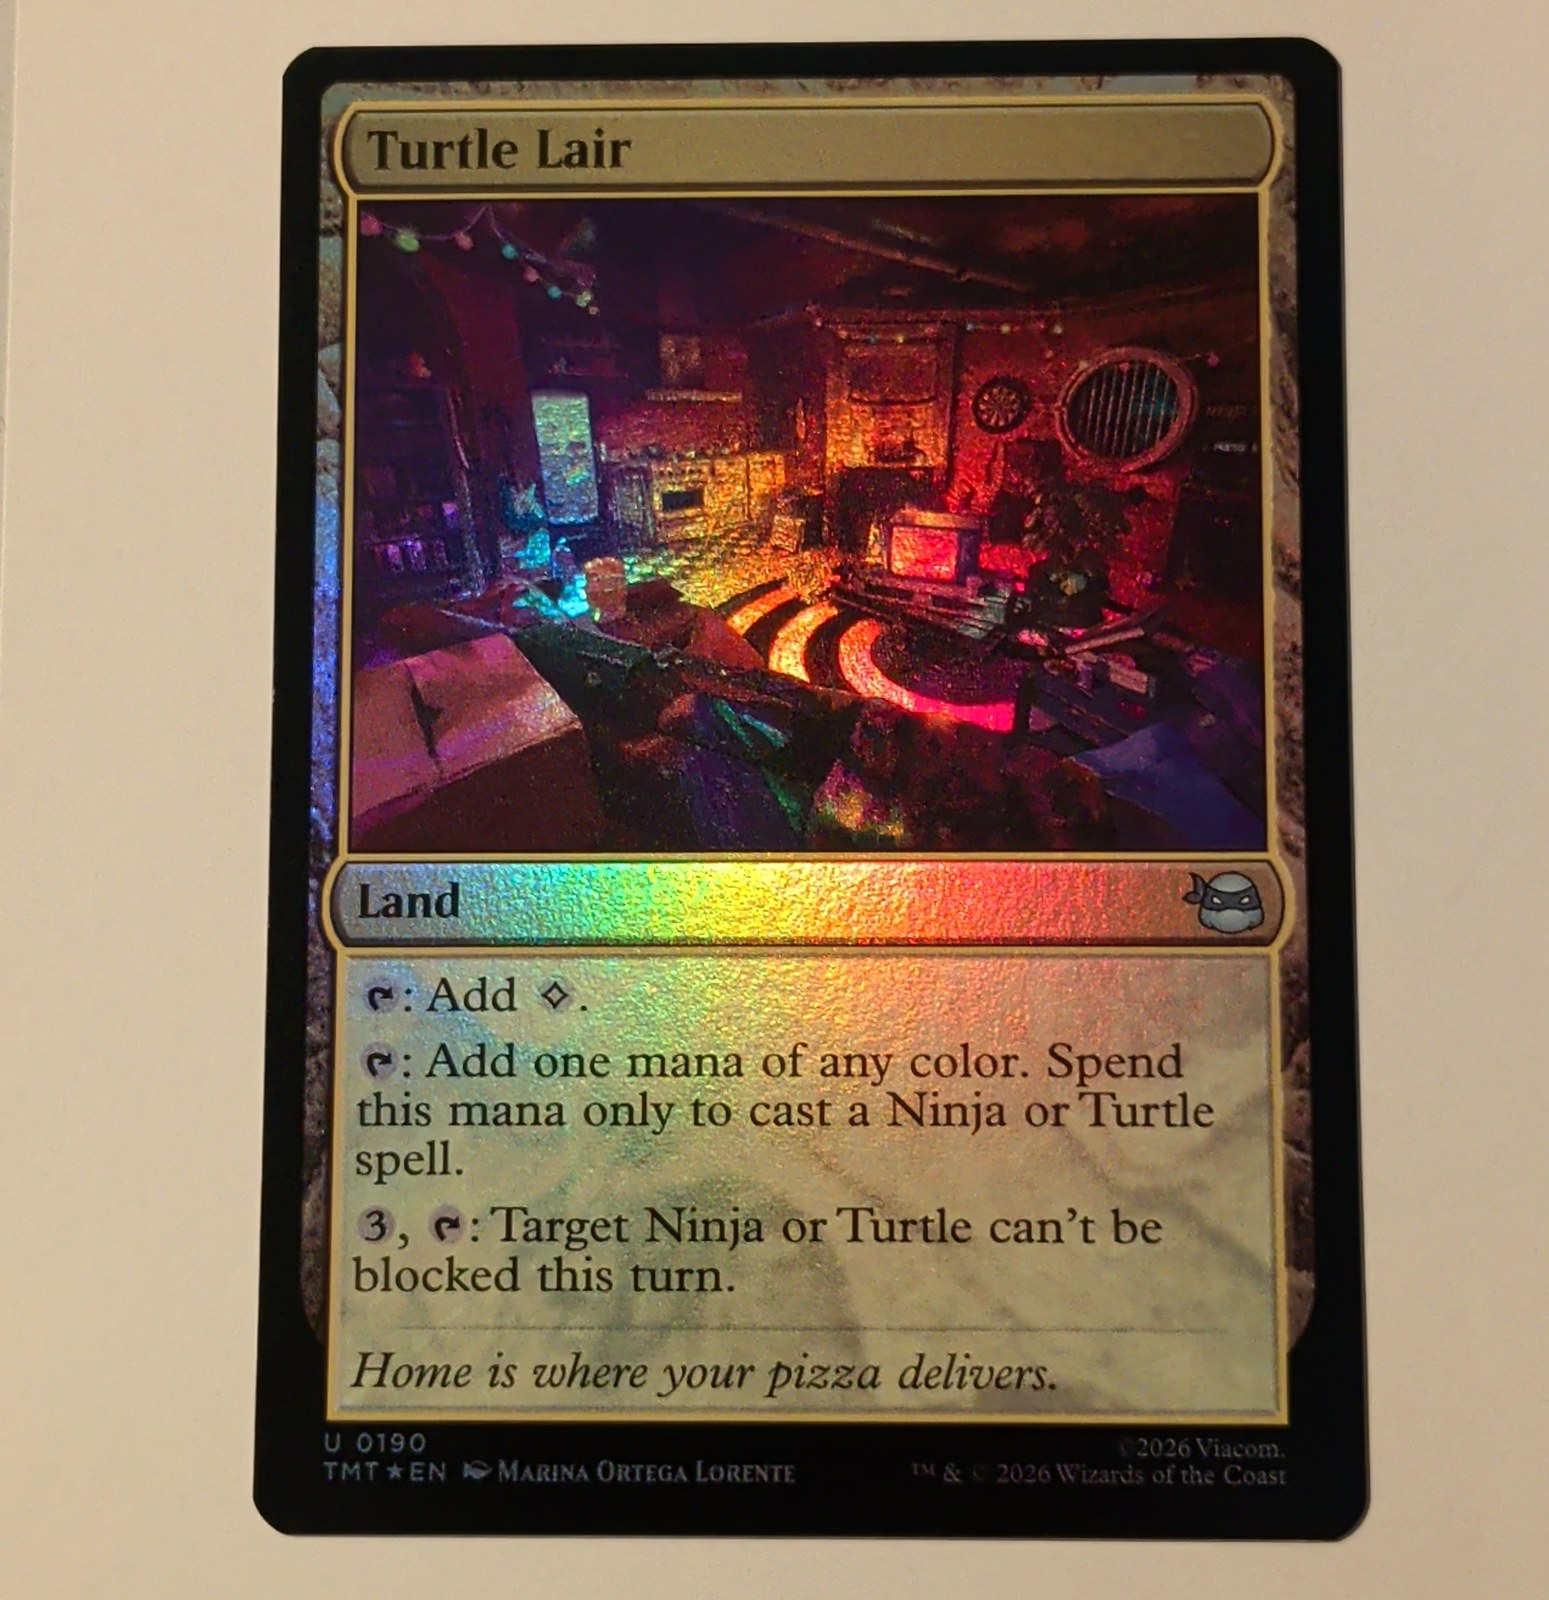 Turtle Lair
Land
: Add .
: Add one mana of any color. Spend
this mana only to cast a Ninja or Turtle
spell.
3, : Target Ninja or Turtle can't be
blocked this turn.
Home is where your pizza delivers.
U 0190
©2026 Viacom.
TMT★EN MARINA ORTEGA LORENTE
™ & © 2026 Wizards of the Coast